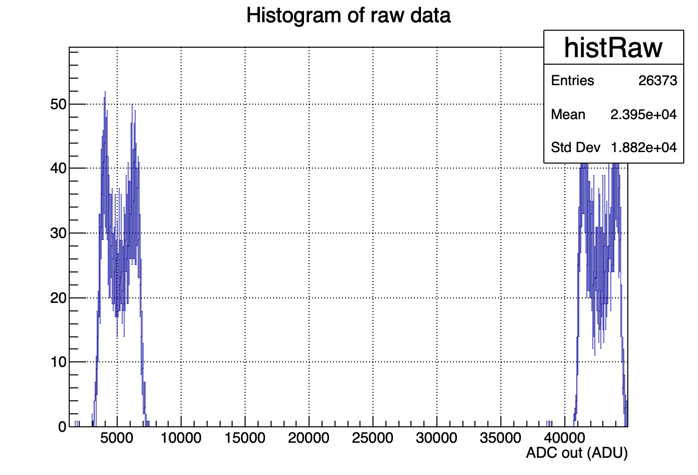 Histogram of raw data
histRaw
Entries 26373
Mean 2.395e+04
Std Dev 1.882e+04
50
40
30
20
10
0
5000 10000 15000 20000 25000 30000 35000 40000
ADC out (ADU)